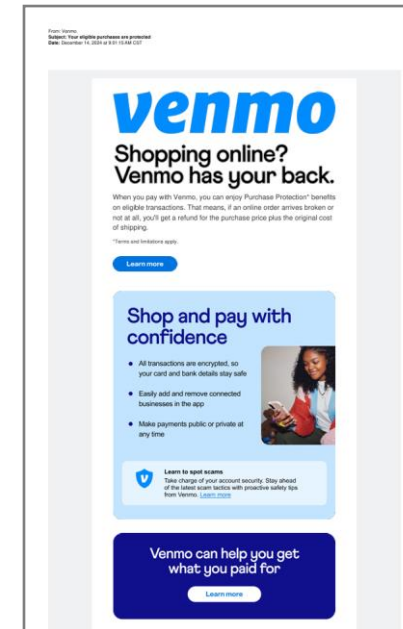 From: Venmo
Subject: Your eligible purchases are protected
Date: December 14, 2024 at 9:01:15 AM CST
venmo
Shopping online?
Venmo has your back.
When you pay with Venmo, you can enjoy Purchase Protection* benefits
on eligible transactions. That means, if an online order arrives broken or
not at all, you'll get a refund for the purchase price plus the original cost
of shipping.
*Terms and limitations apply.
Learn more
Shop and pay with
confidence
All transactions are encrypted, so
your card and bank details stay safe
Easily add and remove connected
businesses in the app
Make payments public or private at
any time
Learn to spot scams
Take charge of your account security. Stay ahead
of the latest scam tactics with proactive safety tips
from Venmo. Learn more
Venmo can help you get
what you paid for
Learn more